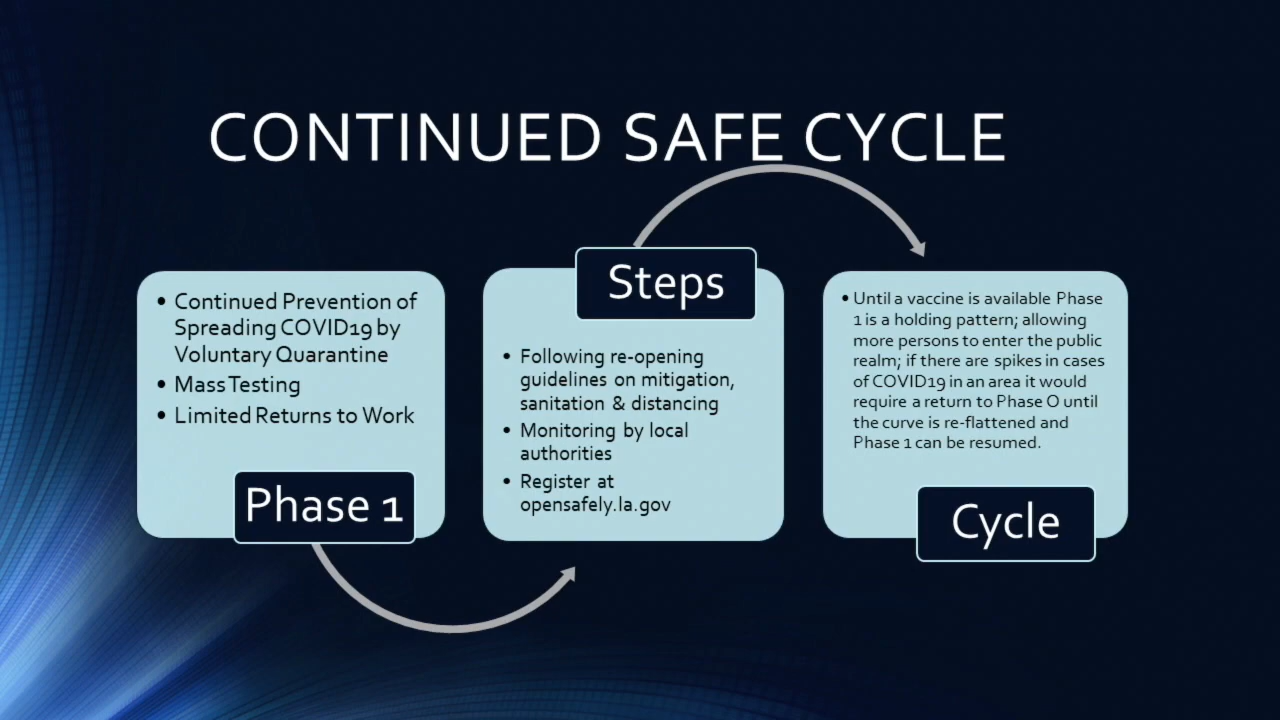 CONTINUED SAFE CYCLE
• Continued Prevention of
Spreading COVID19 by
Voluntary Quarantine
• Mass Testing
• Limited Returns to Work
Phase 1
Steps
• Following re-opening
guidelines on mitigation,
sanitation & distancing
• Monitoring by local
authorities
• Register at
opensafely.la.gov
• Until a vaccine is available Phase
1 is a holding pattern; allowing
more persons to enter the public
realm; if there are spikes in cases
of COVID19 in an area it would
require a return to Phase O until
the curve is re-flattened and
Phase 1 can be resumed.
Cycle